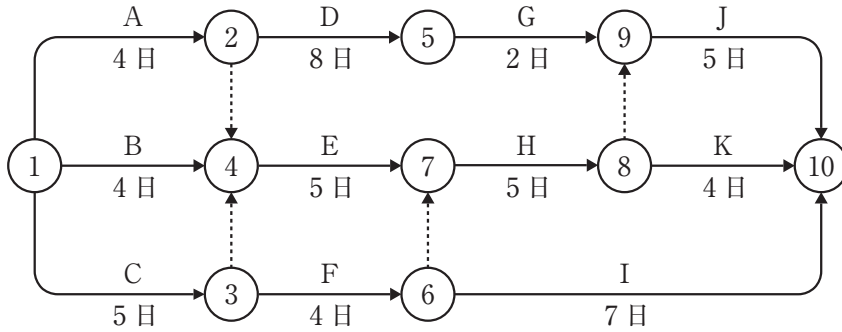 A D G J
② ⑤ ⑨
4 日 8 日 2 日 5 日
B E H K
① ④ ⑦ ⑧ ⑩
4 日 5 日 5 日 4 日
C F I
③ ⑥
5 日 4 日 7 日